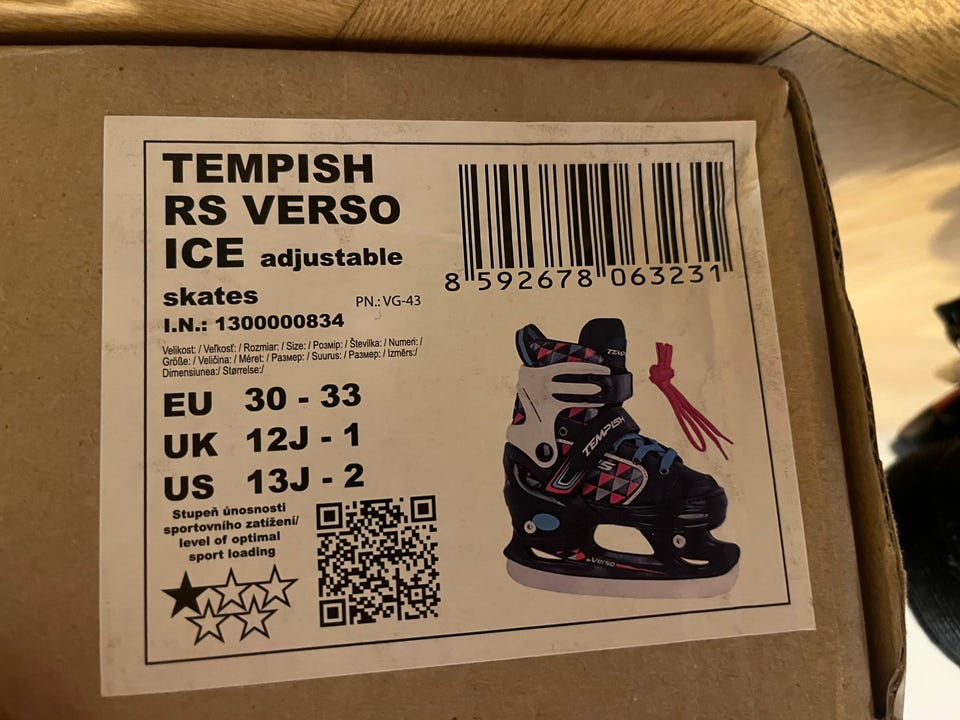 TEMPISH
RS VERSO
ICE adjustable
skates
PN.: VG-43
I.N.: 1300000834
Velikost: / Veľkosť: / Rozmiar: / Size: / Розмір: / Številka: / Numeri: /
Größe: / Veličina: / Méret: / Размер: / Suurus: / Размер: / Izmērs:/
Dimensiunea:/ Størrelse:/
EU 30 - 33
UK 12J - 1
US 13J - 2
Stupeň únosnosti
sportovního zatížení/
level of optimal
sport loading
8 592678 063231
TEMPISH
Verso